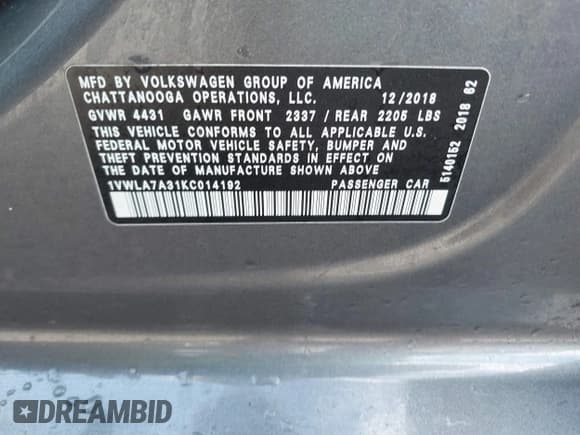 MFD BY VOLKSWAGEN GROUP OF AMERICA
CHATTANOOGA OPERATIONS, LLC. 12/2018
GVWR 4431 GAWR FRONT 2337 / REAR 2205 LBS
THIS VEHICLE CONFORMS TO ALL APPLICABLE U.S.
FEDERAL MOTOR VEHICLE SAFETY, BUMPER AND
THEFT PREVENTION STANDARDS IN EFFECT ON
THE DATE OF MANUFACTURE SHOWN ABOVE
1VWLA7A31KC014192 PASSENGER CAR
5140152 2018 62
DREAMBID